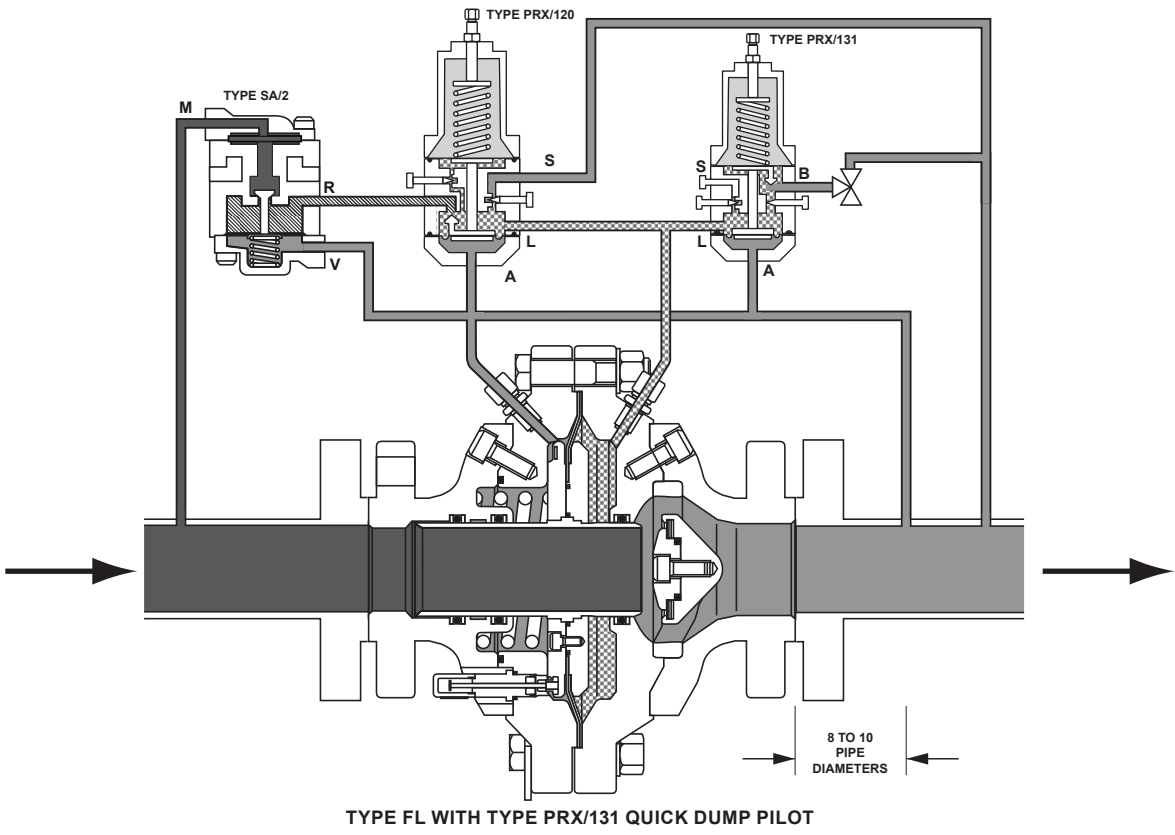 TYPE PRX/120
TYPE PRX/131
TYPE SA/2
M
S
S
B
R
L
L
V
A
A
8 TO 10
PIPE
DIAMETERS
TYPE FL WITH TYPE PRX/131 QUICK DUMP PILOT